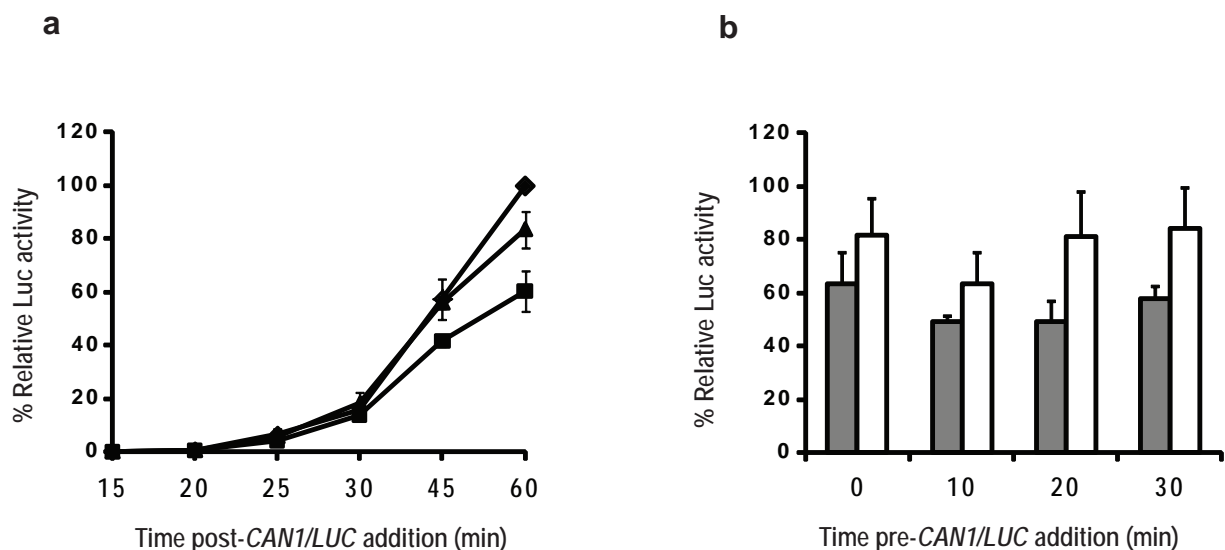 a
120
100
80
60
40
20
0
% Relative Luc activity
15 20 25 30 45 60
Time post-CAN1/LUC addition (min)
b
120
100
80
60
40
20
0
% Relative Luc activity
0 10 20 30
Time pre-CAN1/LUC addition (min)